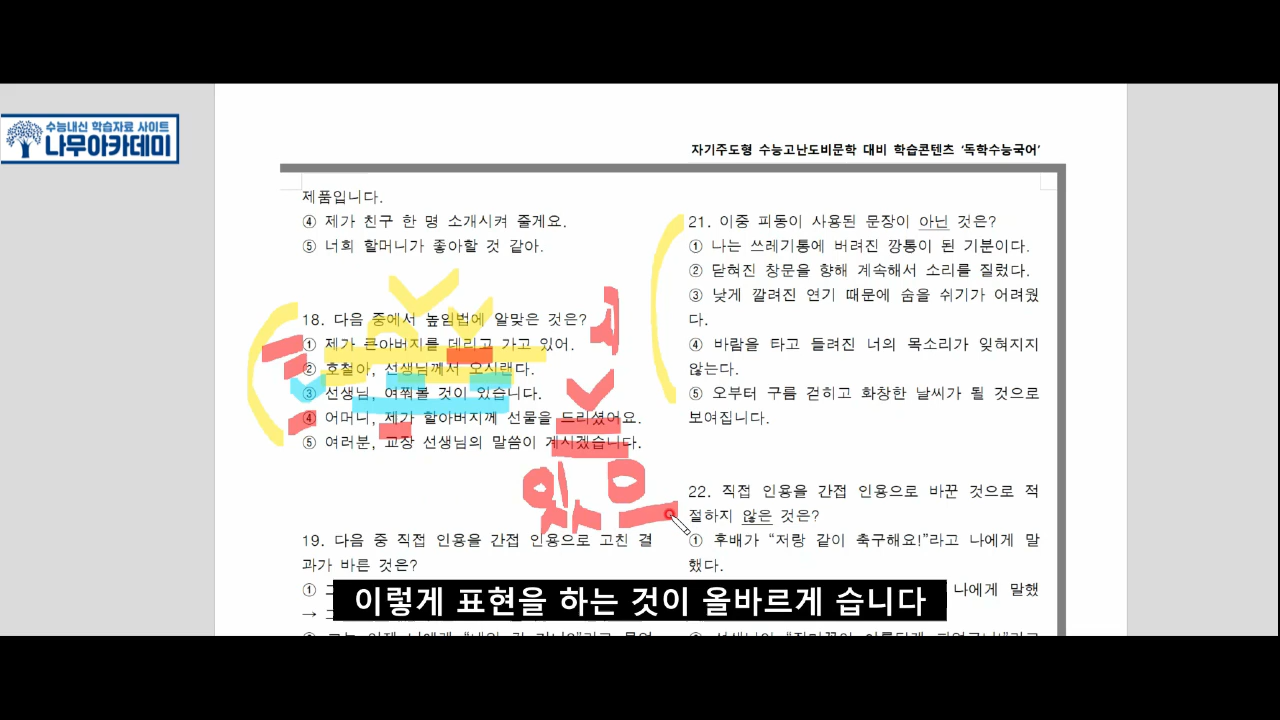 수능내신 학습자료 사이트
나무아카데미
자기주도형 수능고난도비문학 대비 학습콘텐츠 '독학수능국어'
제품입니다.
④ 제가 친구 한 명 소개시켜 줄게요.
⑤ 너희 할머니가 좋아할 것 같아.
18. 다음 중에서 높임법에 알맞은 것은?
① 제가 큰아버지를 데리고 가고 있어.
② 호철아, 선생님께서 오시랜다.
③ 선생님, 여쭤볼 것이 있습니다.
④ 어머니, 제가 할아버지께 선물을 드리셨어요.
⑤ 여러분, 교장 선생님의 말씀이 계시겠습니다.
있으
19. 다음 중 직접 인용을 간접 인용으로 고친 결
과가 바른 것은?
①
→
21. 이중 피동이 사용된 문장이 아닌 것은?
① 나는 쓰레기통에 버려진 깡통이 된 기분이다.
② 닫혀진 창문을 향해 계속해서 소리를 질렀다.
③ 낮게 깔려진 연기 때문에 숨을 쉬기가 어려웠
다.
④ 바람을 타고 들려진 너의 목소리가 잊혀지지
않는다.
⑤ 오부터 구름 걷히고 화창한 날씨가 될 것으로
보여집니다.
22. 직접 인용을 간접 인용으로 바꾼 것으로 적
절하지 않은 것은?
① 후배가 "저랑 같이 축구해요!"라고 나에게 말
했다.
나에게 말했
이렇게 표현을 하는 것이 올바르게 습니다